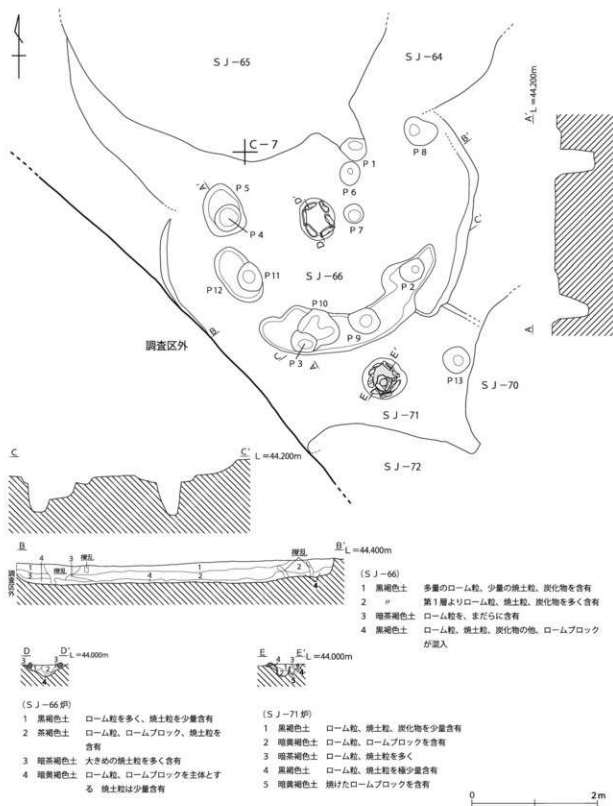 SJ-65
SJ-64
L=44.200m
A'
B'
C-7
P1
P8
P5
A'
P6
C'
D'
P4
P7
D
SJ-66
P11
P2
P12
P10
B
P9
A
調査区外
C
P3
A
E'
P13
SJ-70
E
SJ-71
SJ-72
C
C' L=44.200m
B
B' L=44.400m
調査区外
4 3 攪乱 1 攪乱
1 3 4 2 2 4
(SJ-66)
1 黒褐色土 多量のローム粒、少量の焼土粒、炭化物を含有
2 〃 第1層よりローム粒、焼土粒、炭化物を多く含有
3 暗茶褐色土 ローム粒を、まだらに含有
4 黒褐色土 ローム粒、焼土粒、炭化物の他、ロームブロック
が混入
D D' L=44.000m
E E' L=44.000m
(SJ-66炉)
1 黒褐色土 ローム粒を多く、焼土粒を少量含有
2 茶褐色土 ローム粒、ロームブロック、焼土粒を
含有
3 暗茶褐色土 大きめの焼土粒を多く含有
4 暗黄褐色土 ローム粒、ロームブロックを主体とす
る 焼土粒は少量含有
(SJ-71炉)
1 黒褐色土 ローム粒、焼土粒、炭化物を少量含有
2 暗黄褐色土 ローム粒、ロームブロックを含有
3 暗茶褐色土 ローム粒、焼土粒を多く
4 黒褐色土 ローム粒、焼土粒を極少量含有
5 暗黄褐色土 焼けたロームブロックを含有
0 2m